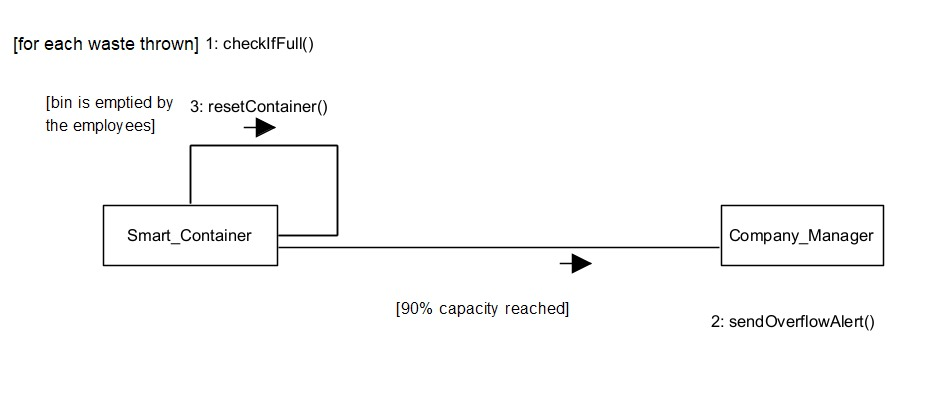 [for each waste thrown] 1: checkIfFull()
[bin is emptied by
the employees]
3: resetContainer()
Smart_Container
Company_Manager
[90% capacity reached]
2: sendOverflowAlert()